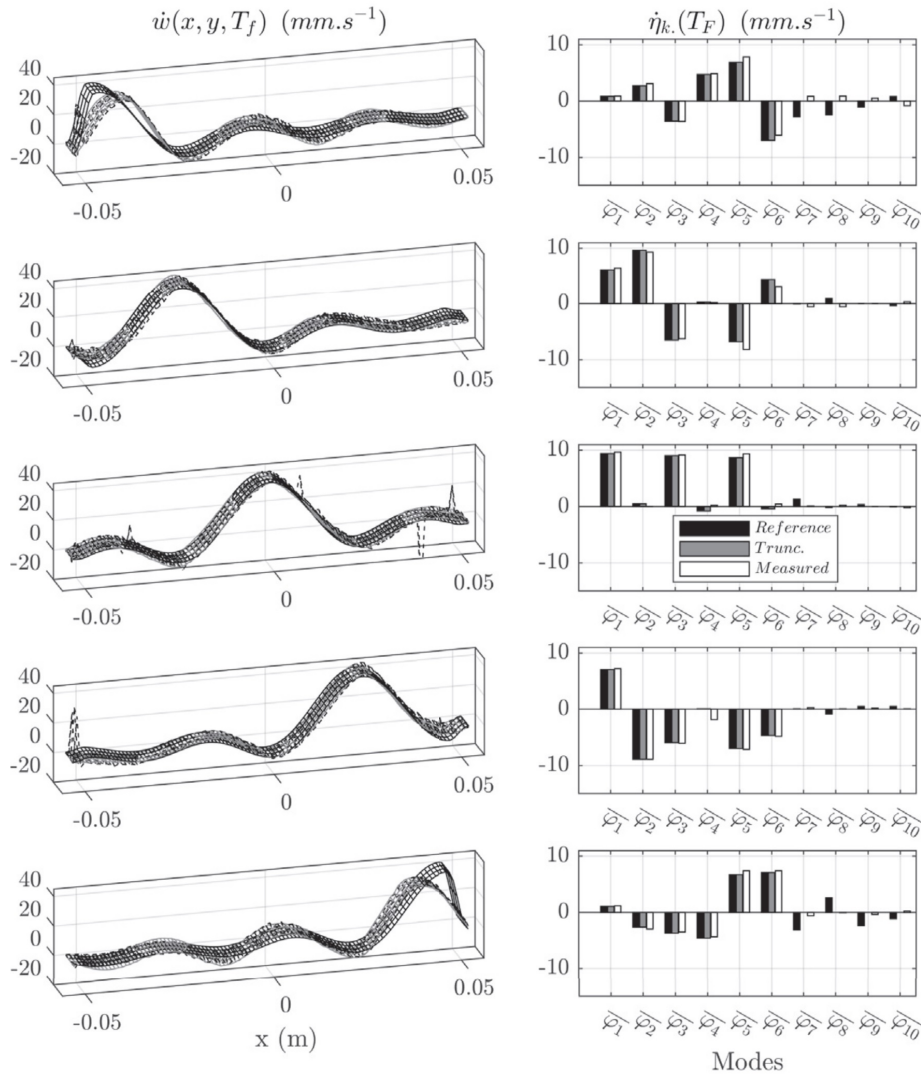 ẇ(x, y, T_f) (mm.s⁻¹)
η̇_k.(T_F) (mm.s⁻¹)
40
20
0
-20
-0.05
0
0.05
10
0
-10
φ₁
φ₂
φ₃
φ₄
φ₅
φ₆
φ₇
φ₈
φ₉
φ₁₀
40
20
0
-20
-0.05
0
0.05
10
0
-10
φ₁
φ₂
φ₃
φ₄
φ₅
φ₆
φ₇
φ₈
φ₉
φ₁₀
40
20
0
-20
-0.05
0
0.05
10
0
-10
Reference
Trunc.
Measured
φ₁
φ₂
φ₃
φ₄
φ₅
φ₆
φ₇
φ₈
φ₉
φ₁₀
40
20
0
-20
-0.05
0
0.05
10
0
-10
φ₁
φ₂
φ₃
φ₄
φ₅
φ₆
φ₇
φ₈
φ₉
φ₁₀
40
20
0
-20
-0.05
0
0.05
x (m)
10
0
-10
φ₁
φ₂
φ₃
φ₄
φ₅
φ₆
φ₇
φ₈
φ₉
φ₁₀
Modes